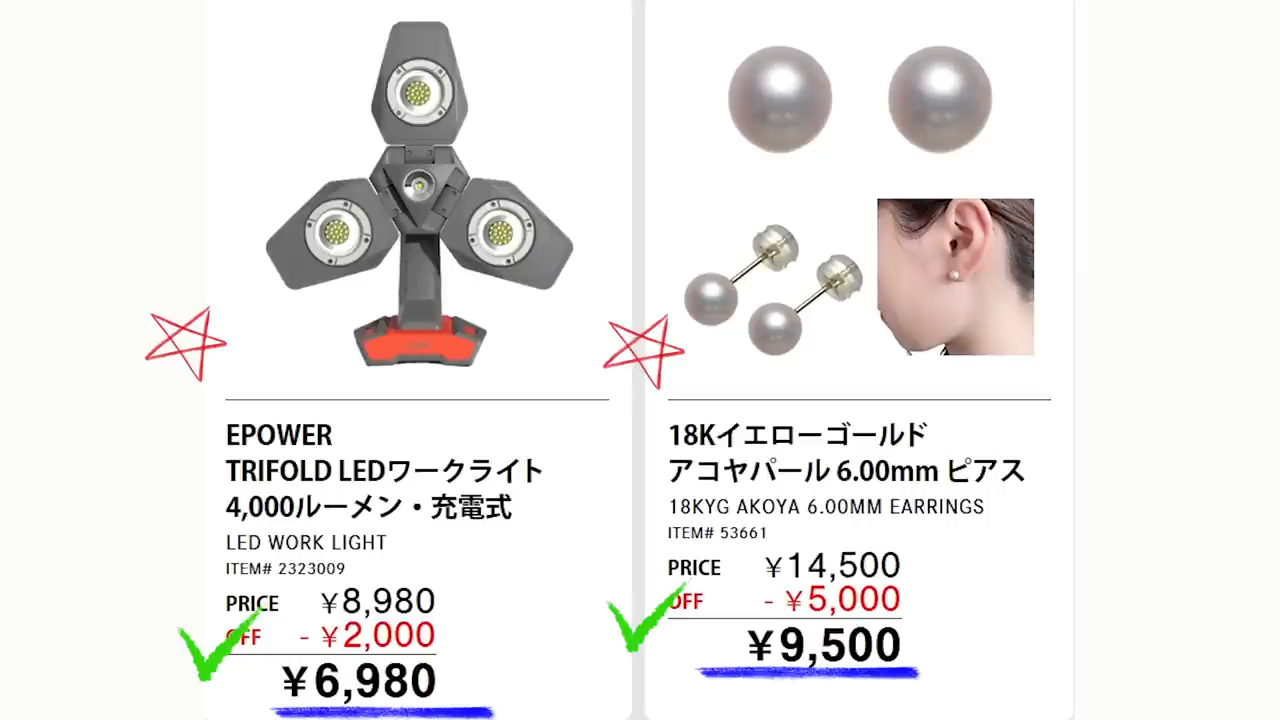 EPOWER
TRIFOLD LEDワークライト
4,000ルーメン・充電式
LED WORK LIGHT
ITEM# 2323009
PRICE ¥8,980
OFF - ¥2,000
¥6,980
18Kイエローゴールド
アコヤパール 6.00mm ピアス
18KYG AKOYA 6.00MM EARRINGS
ITEM# 53661
PRICE ¥14,500
OFF - ¥5,000
¥9,500